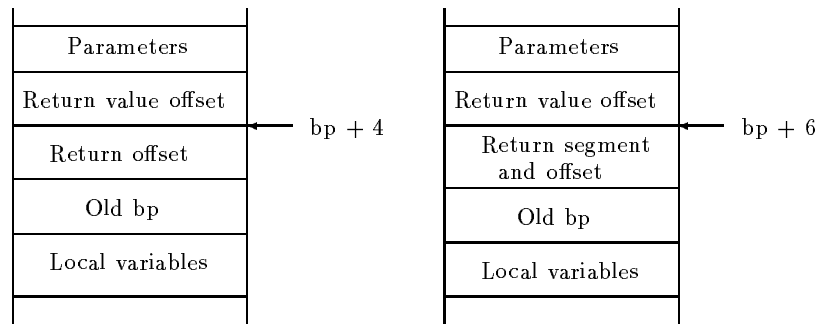 Parameters
Return value offset
bp + 4
Return offset
Old bp
Local variables
Parameters
Return value offset
bp + 6
Return segment
and offset
Old bp
Local variables